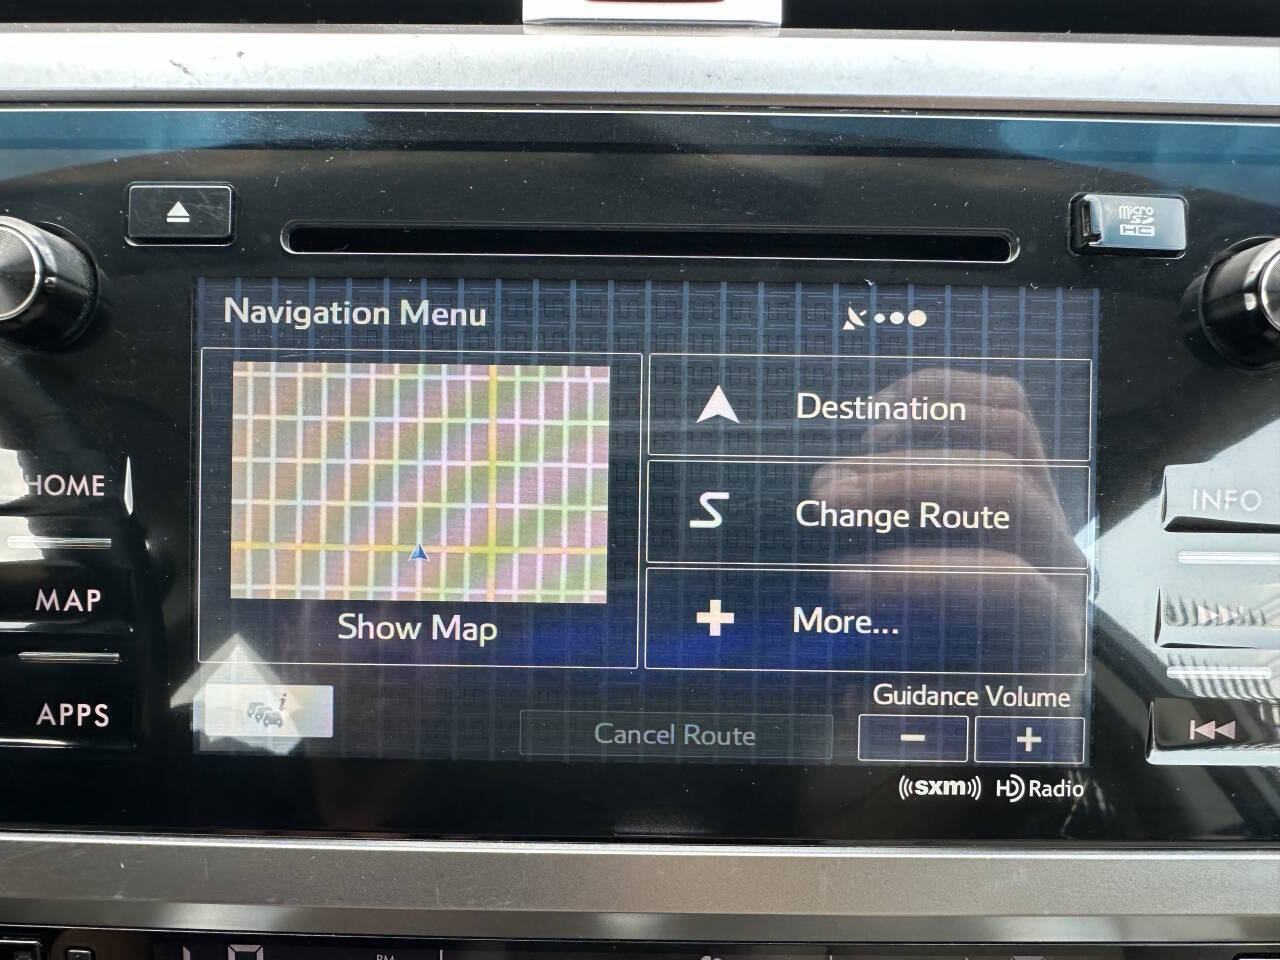 micro
SD
HC
Navigation Menu
Destination
HOME
INFO
Change Route
MAP
More...
Show Map
i
APPS
Guidance Volume
Cancel Route
−
+
((sxm)) HD Radio
PM